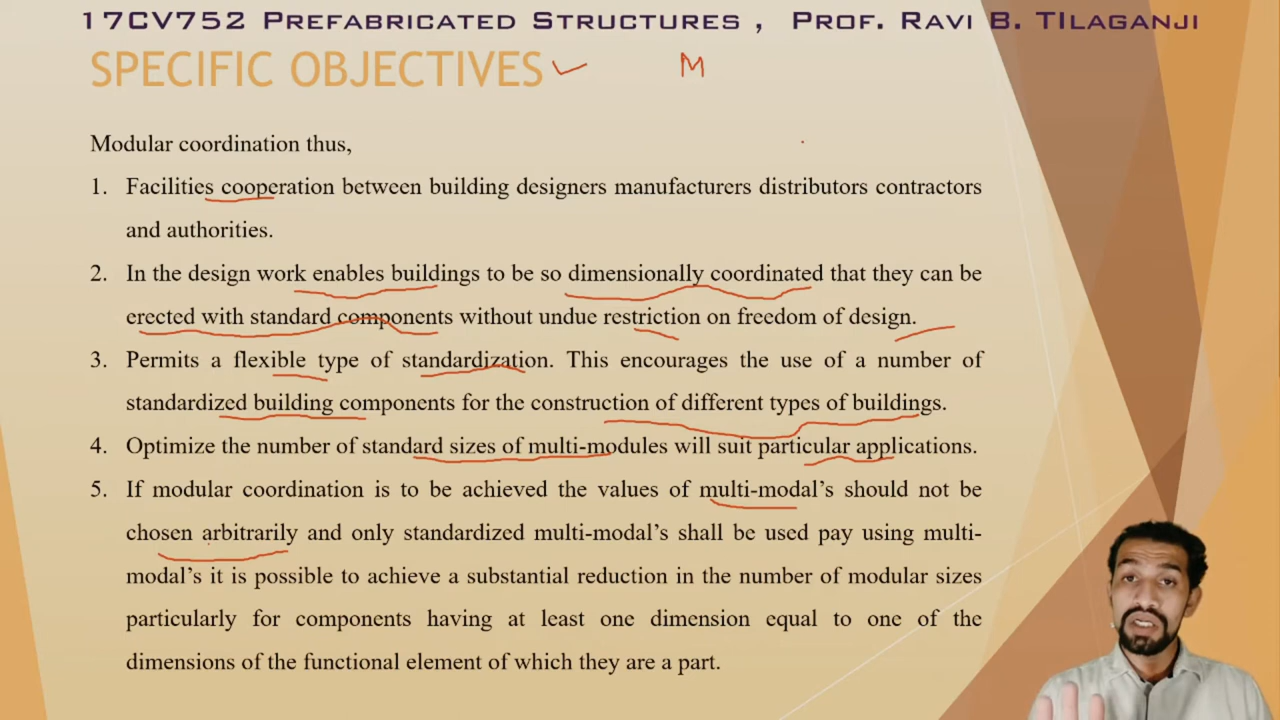 17CV752 PREFABRICATED STRUCTURES , PROF. RAVI B. TILAGANJI
SPECIFIC OBJECTIVES
M
Modular coordination thus,
1. Facilities cooperation between building designers manufacturers distributors contractors
and authorities.
2. In the design work enables buildings to be so dimensionally coordinated that they can be
erected with standard components without undue restriction on freedom of design.
3. Permits a flexible type of standardization. This encourages the use of a number of
standardized building components for the construction of different types of buildings.
4. Optimize the number of standard sizes of multi-modules will suit particular applications.
5. If modular coordination is to be achieved the values of multi-modal’s should not be
chosen arbitrarily and only standardized multi-modal’s shall be used pay using multi-
modal’s it is possible to achieve a substantial reduction in the number of modular sizes
particularly for components having at least one dimension equal to one of the
dimensions of the functional element of which they are a part.